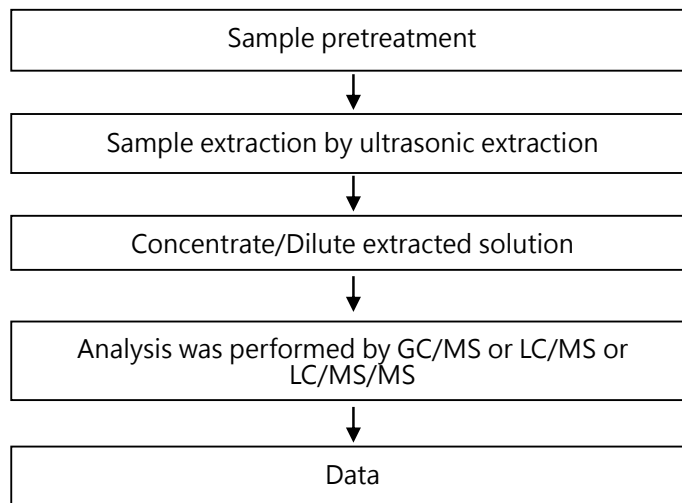 Sample pretreatment
Sample extraction by ultrasonic extraction
Concentrate/Dilute extracted solution
Analysis was performed by GC/MS or LC/MS or
LC/MS/MS
Data